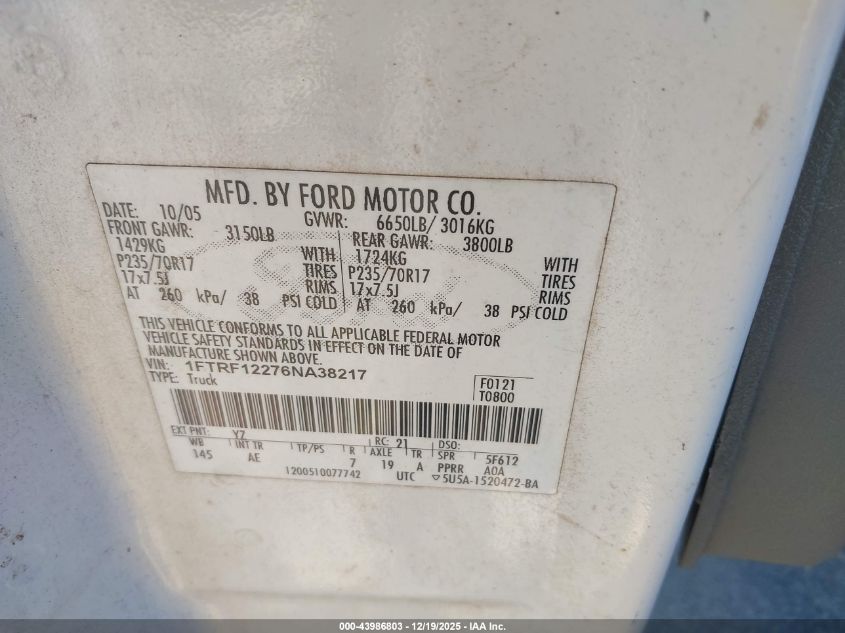 MFD. BY FORD MOTOR CO.
DATE: 10/05 GVWR: 6650LB/ 3016KG
FRONT GAWR: 3150LB REAR GAWR: 3800LB
1429KG WITH 1724KG WITH
P235/70R17 TIRES P235/70R17 TIRES
17x7.5J RIMS 17x7.5J RIMS
AT 260 kPa/ 38 PSI COLD AT 260 kPa/ 38 PSI COLD
THIS VEHICLE CONFORMS TO ALL APPLICABLE FEDERAL MOTOR
VEHICLE SAFETY STANDARDS IN EFFECT ON THE DATE OF
MANUFACTURE SHOWN ABOVE.
VIN: 1FTRF12276NA38217
TYPE: Truck
F0121
T0800
EXT PNT: YZ RC: 21 DSO:
WB INT TR TP/PS R AXLE TR SPR 5F612
145 AE 7 19 A PPRR A0A
1200510077742 UTC ▽5U5A-1520472-BA
000-43986803 - 12/19/2025 - IAA Inc.